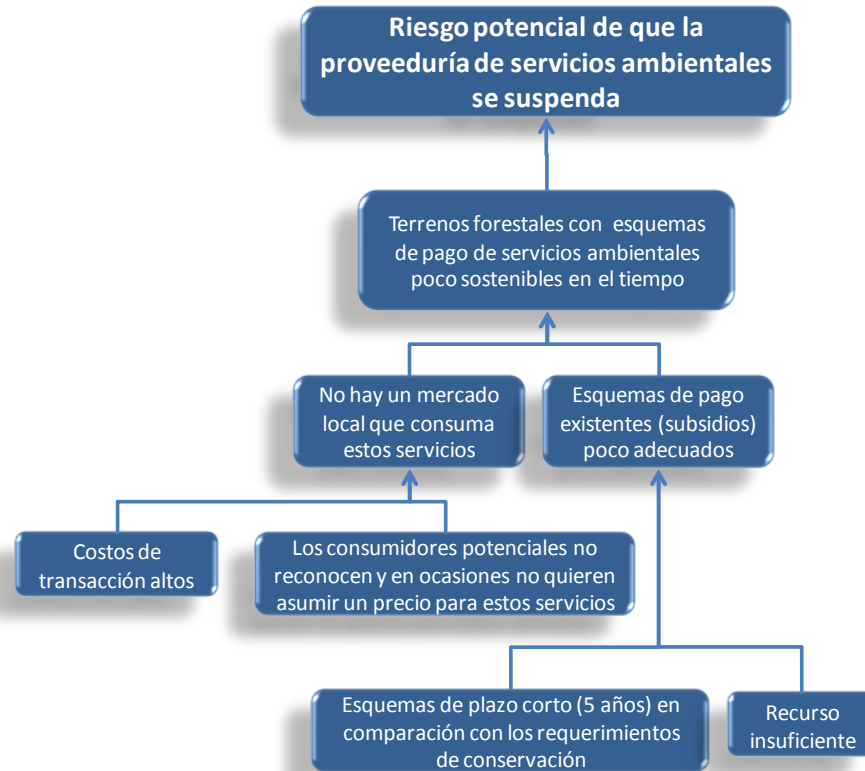 Riesgo potencial de que la
proveeduría de servicios ambientales
se suspenda
Terrenos forestales con esquemas
de pago de servicios ambientales
poco sostenibles en el tiempo
No hay un mercado
local que consuma
estos servicios
Esquemas de pago
existentes (subsidios)
poco adecuados
Costos de
transacción altos
Los consumidores potenciales no
reconocen y en ocasiones no quieren
asumir un precio para estos servicios
Esquemas de plazo corto (5 años) en
comparación con los requerimientos
de conservación
Recurso
insuficiente